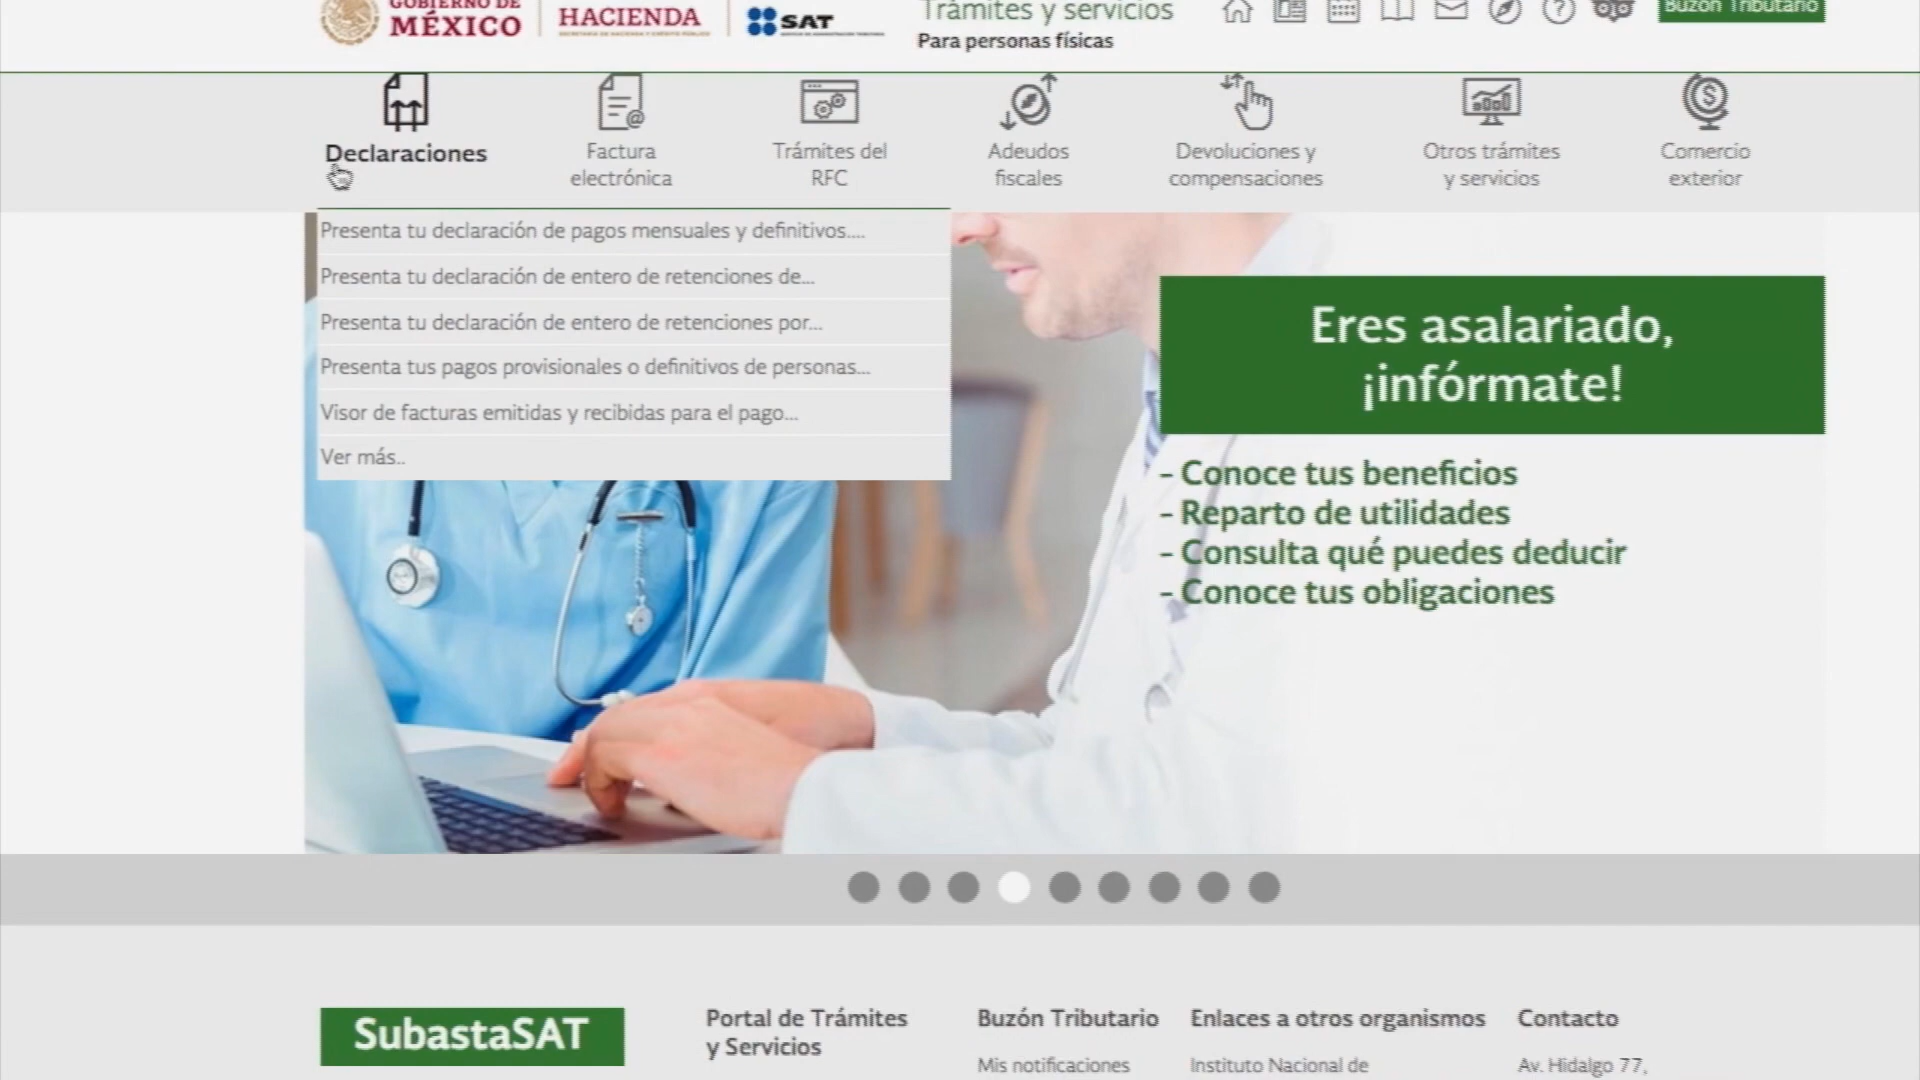 GOBIERNO DE
MÉXICO
HACIENDA
SAT
Trámites y servicios
Para personas físicas
Buzón Tributario
Declaraciones
Factura
electrónica
Trámites del
RFC
Adeudos
fiscales
Devoluciones y
compensaciones
Otros trámites
y servicios
Comercio
exterior
Presenta tu declaración de pagos mensuales y definitivos....
Presenta tu declaración de entero de retenciones de...
Presenta tu declaración de entero de retenciones por...
Presenta tus pagos provisionales o definitivos de personas...
Visor de facturas emitidas y recibidas para el pago...
Ver más..
Eres asalariado,
¡infórmate!
- Conoce tus beneficios
- Reparto de utilidades
- Consulta qué puedes deducir
- Conoce tus obligaciones
SubastaSAT
Portal de Trámites
y Servicios
Buzón Tributario
Mis notificaciones
Enlaces a otros organismos
Instituto Nacional de
Contacto
Av. Hidalgo 77,